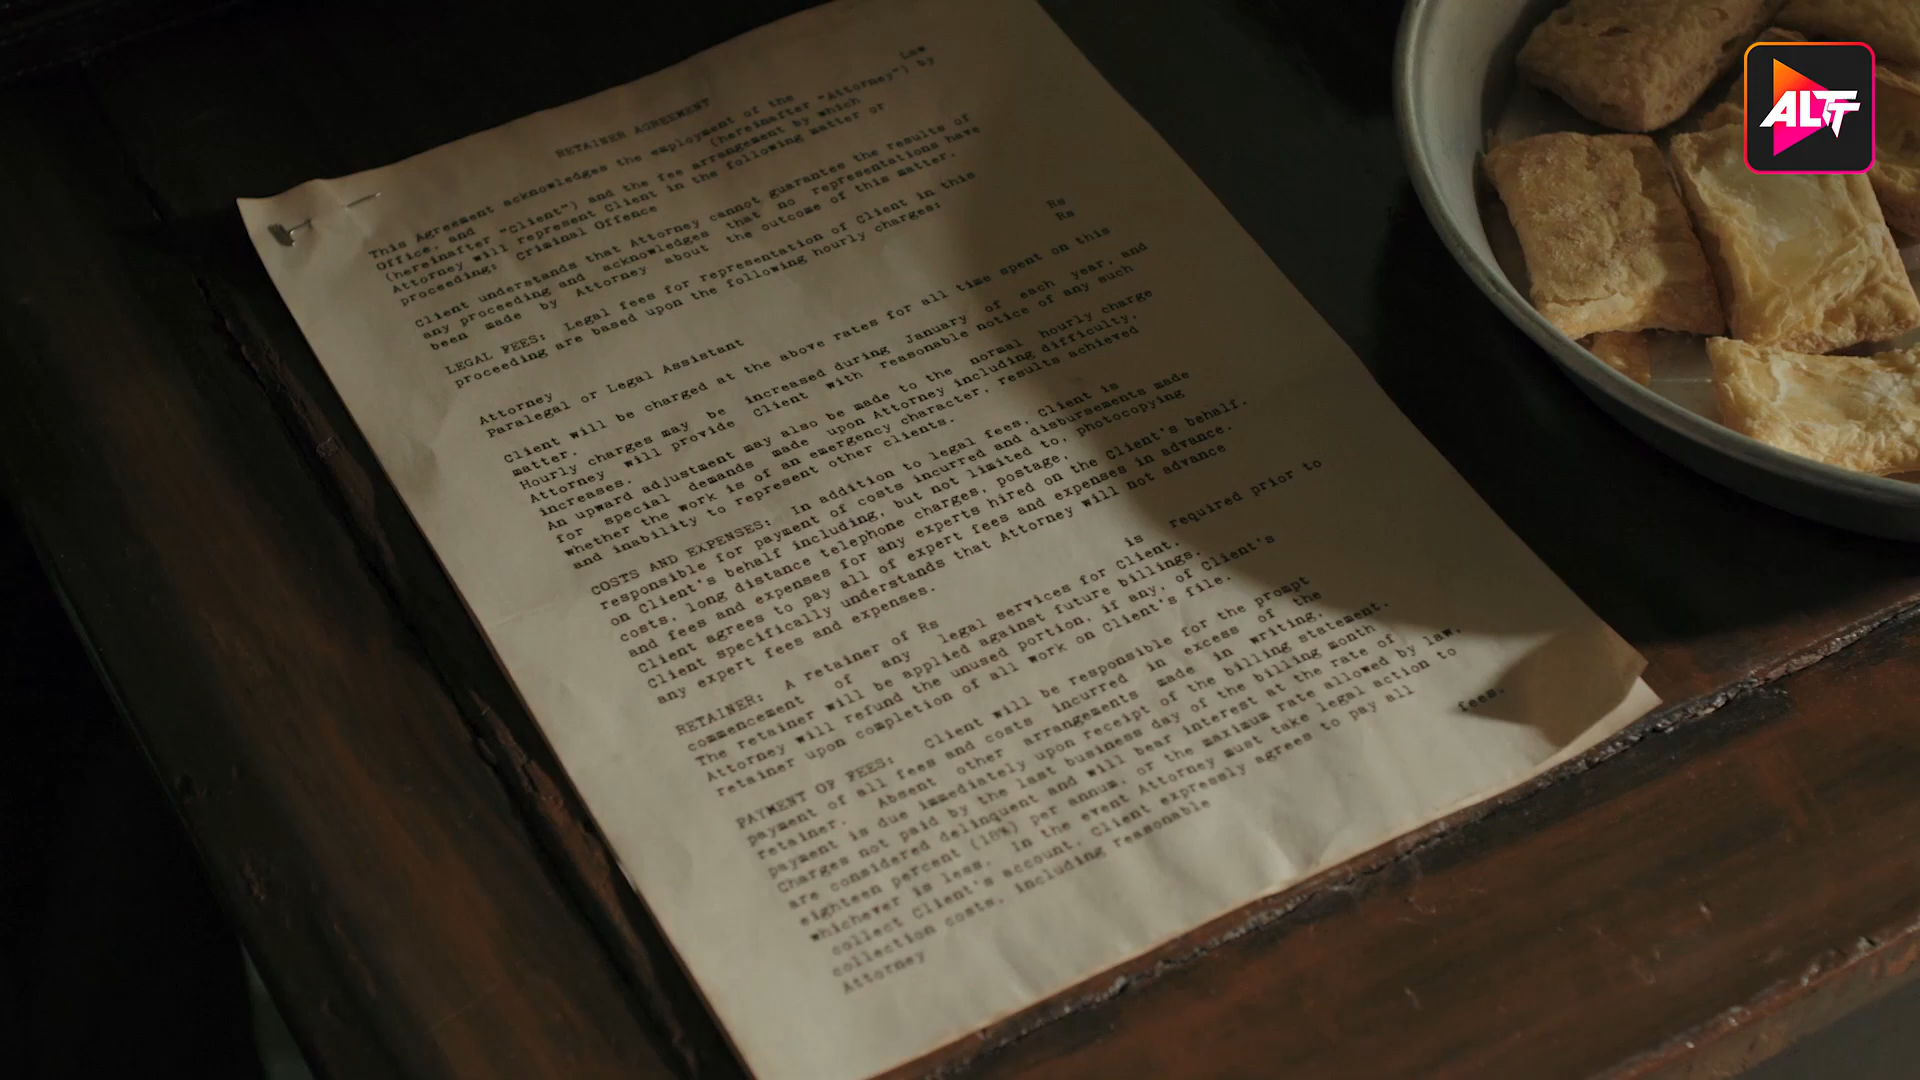 RETAINER AGREEMENT
This Agreement acknowledges the employment of the Law
Office, and (hereinafter "Attorney") by
(hereinafter "Client") and the fee arrangement by which
Attorney will represent Client in the following matter or
proceeding: Criminal Offence
Client understands that Attorney cannot guarantee the results of
any proceeding and acknowledges that no representations have
been made by Attorney about the outcome of this matter.
LEGAL FEES: Legal fees for representation of Client in this
proceeding are based upon the following hourly charges:
Attorney Rs
Paralegal or Legal Assistant Rs
Client will be charged at the above rates for all time spent on this
matter.
Hourly charges may be increased during January of each year, and
Attorney will provide Client with reasonable notice of any such
increases.
An upward adjustment may also be made to the normal hourly charge
for special demands made upon Attorney including difficulty,
whether the work is of an emergency character, results achieved
and inability to represent other clients.
COSTS AND EXPENSES: In addition to legal fees, Client is
responsible for payment of costs incurred and disbursements made
on Client's behalf including, but not limited to, photocopying
costs, long distance telephone charges, postage,
and fees and expenses for any experts hired on the Client's behalf.
Client agrees to pay all of expert fees and expenses in advance.
Client specifically understands that Attorney will not advance
any expert fees and expenses.
RETAINER: A retainer of Rs is required prior to
commencement of any legal services for Client.
The retainer will be applied against future billings.
Attorney will refund the unused portion, if any, of Client's
retainer upon completion of all work on Client's file.
PAYMENT OF FEES: Client will be responsible for the prompt
payment of all fees and costs incurred in excess of the
retainer. Absent other arrangements made in writing,
payment is due immediately upon receipt of the billing statement.
Charges not paid by the last business day of the billing month
are considered delinquent and will bear interest at the rate of
eighteen percent (18%) per annum, or the maximum rate allowed by law,
whichever is less. In the event Attorney must take legal action to
collect Client's account, Client expressly agrees to pay all
collection costs, including reasonable fees.
Attorney
ALTT